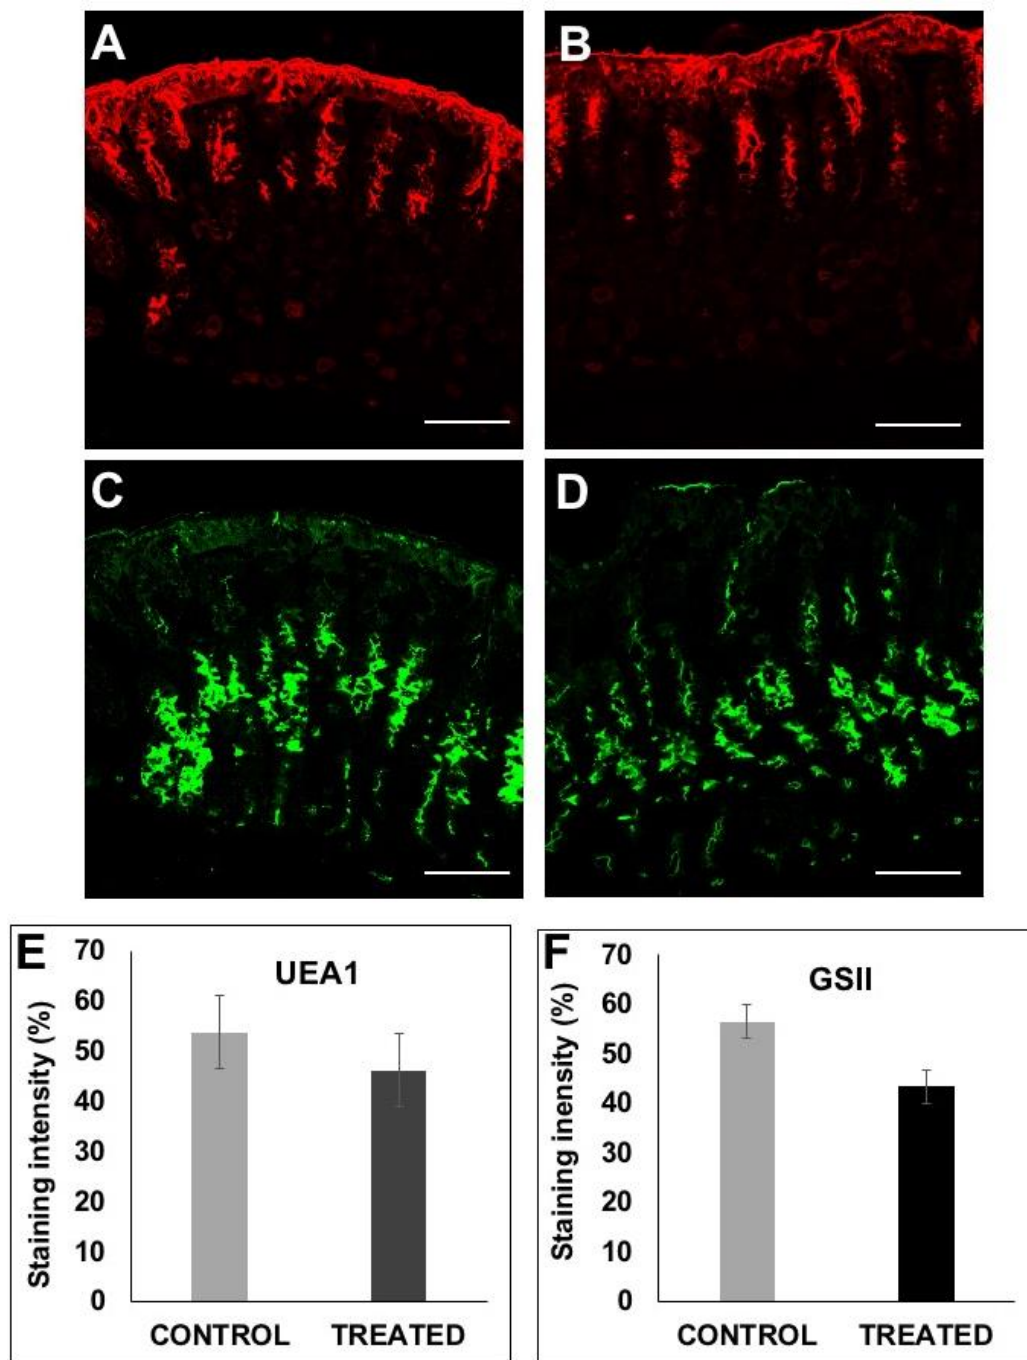 A
B
C
D
E
UEA1
Staining intensity (%)
70
60
50
40
30
20
10
0
CONTROL TREATED
F
GSII
Staining inensity (%)
70
60
50
40
30
20
10
0
CONTROL TREATED